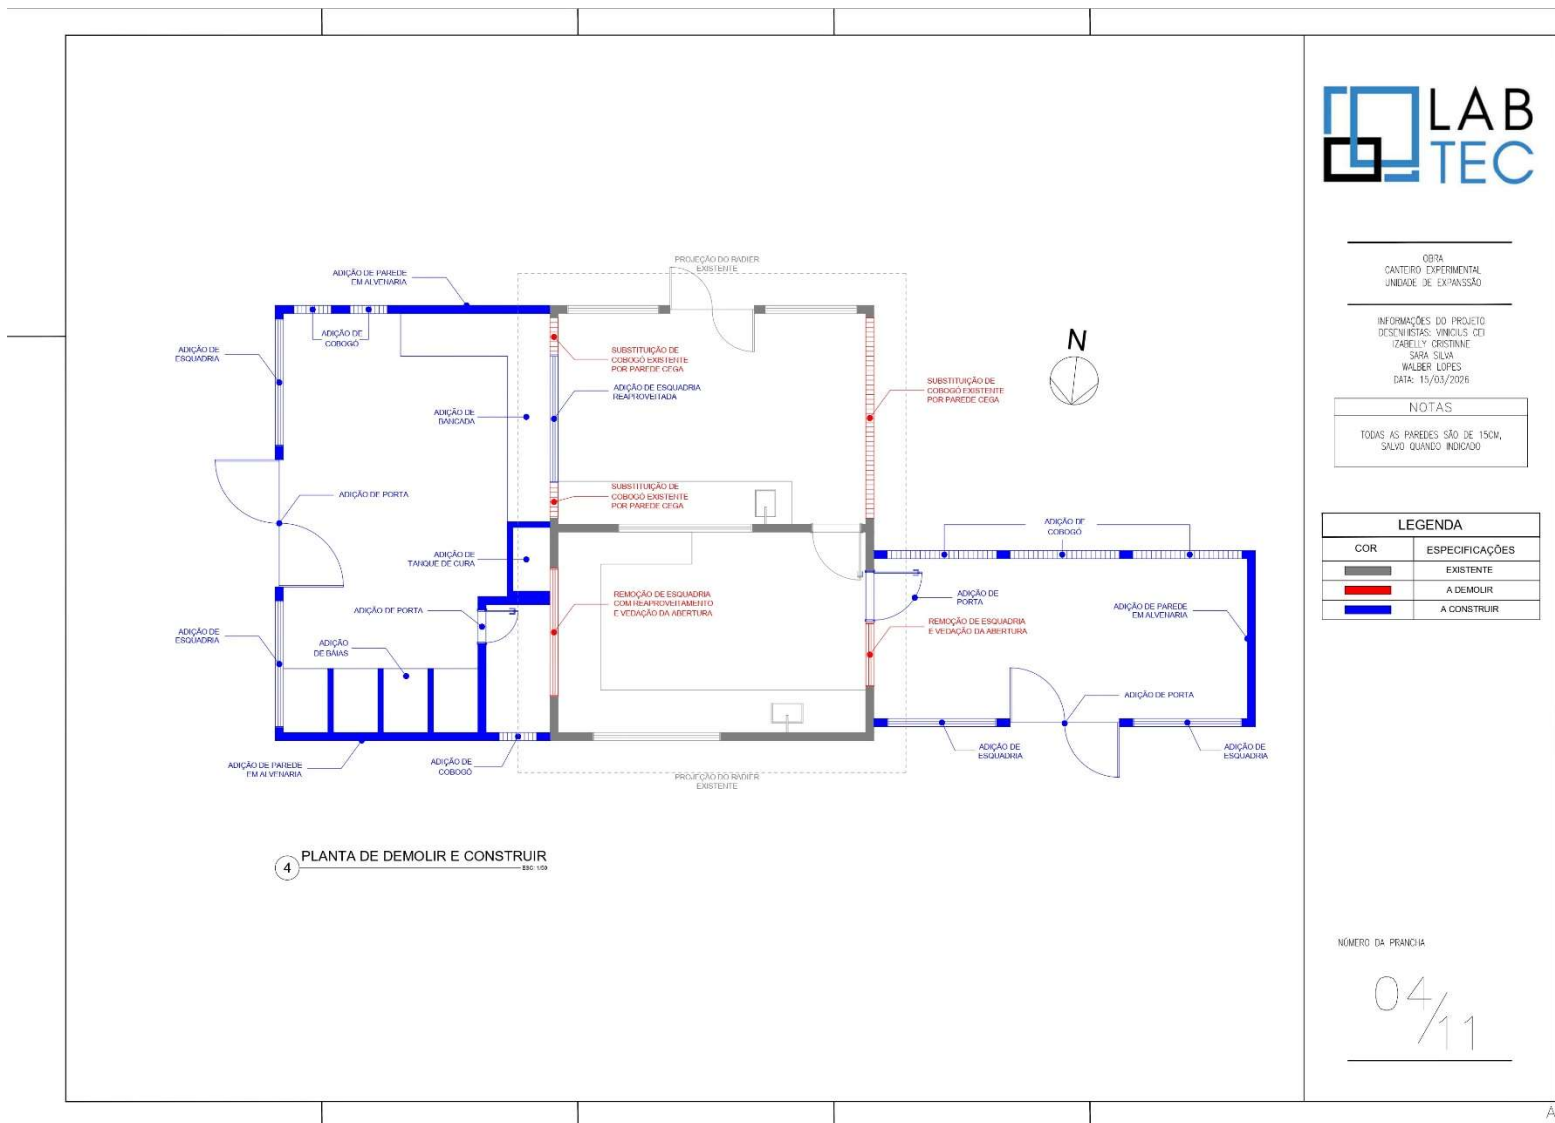 LAB
TEC
OBRA
CANTEIRO EXPERIMENTAL
UNIDADE DE EXPANSSÃO
INFORMAÇÕES DO PROJETO
DESENHISTAS: VINICIUS CEI
IZABELLY CRISTINNE
SARA SILVA
WALBER LOPES
DATA: 15/03/2026
NOTAS
TODAS AS PAREDES SÃO DE 15CM,
SALVO QUANDO INDICADO
LEGENDA
COR
ESPECIFICAÇÕES
EXISTENTE
A DEMOLIR
A CONSTRUIR
NÚMERO DA PRANCHA
04/11
PROJEÇÃO DO RADIER
EXISTENTE
ADIÇÃO DE PAREDE
EM ALVENARIA
ADIÇÃO DE
COBOGÓ
ADIÇÃO DE
ESQUADRIA
SUBSTITUIÇÃO DE
COBOGÓ EXISTENTE
POR PAREDE CEGA
ADIÇÃO DE ESQUADRIA
REAPROVEITADA
SUBSTITUIÇÃO DE
COBOGÓ EXISTENTE
POR PAREDE CEGA
N
ADIÇÃO DE
BANCADA
ADIÇÃO DE PORTA
SUBSTITUIÇÃO DE
COBOGÓ EXISTENTE
POR PAREDE CEGA
ADIÇÃO DE
COBOGÓ
ADIÇÃO DE
TANQUE DE CURA
ADIÇÃO DE PORTA
REMOÇÃO DE ESQUADRIA
COM REAPROVEITAMENTO
E VEDAÇÃO DA ABERTURA
ADIÇÃO DE
PORTA
ADIÇÃO DE PAREDE
EM ALVENARIA
REMOÇÃO DE ESQUADRIA
E VEDAÇÃO DA ABERTURA
ADIÇÃO DE
ESQUADRIA
ADIÇÃO
DE BAIAS
ADIÇÃO DE PORTA
ADIÇÃO DE
ESQUADRIA
ADIÇÃO DE
ESQUADRIA
ADIÇÃO DE PAREDE
EM ALVENARIA
ADIÇÃO DE
COBOGÓ
PROJEÇÃO DO RADIER
EXISTENTE
4
PLANTA DE DEMOLIR E CONSTRUIR